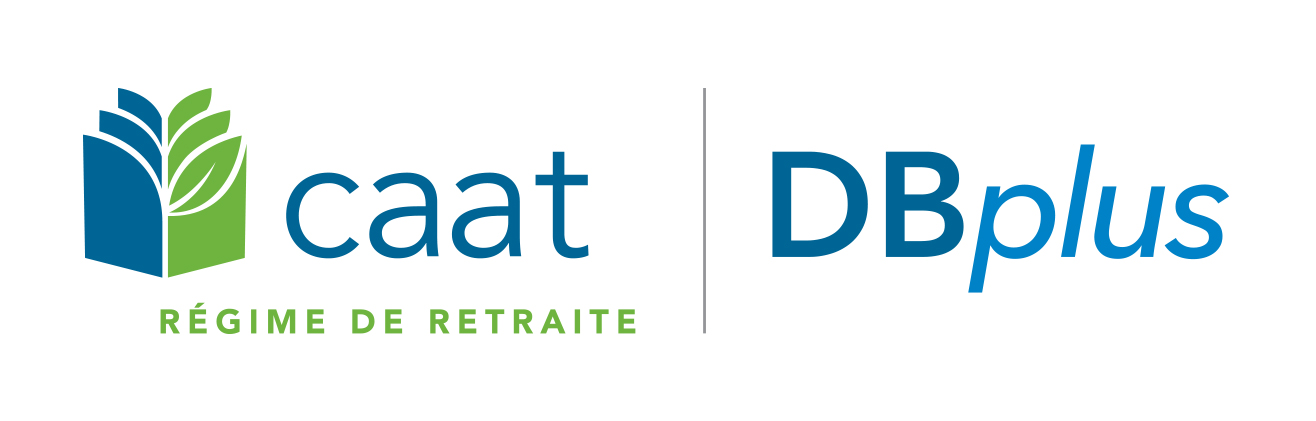 caat
RÉGIME DE RETRAITE
DBplus